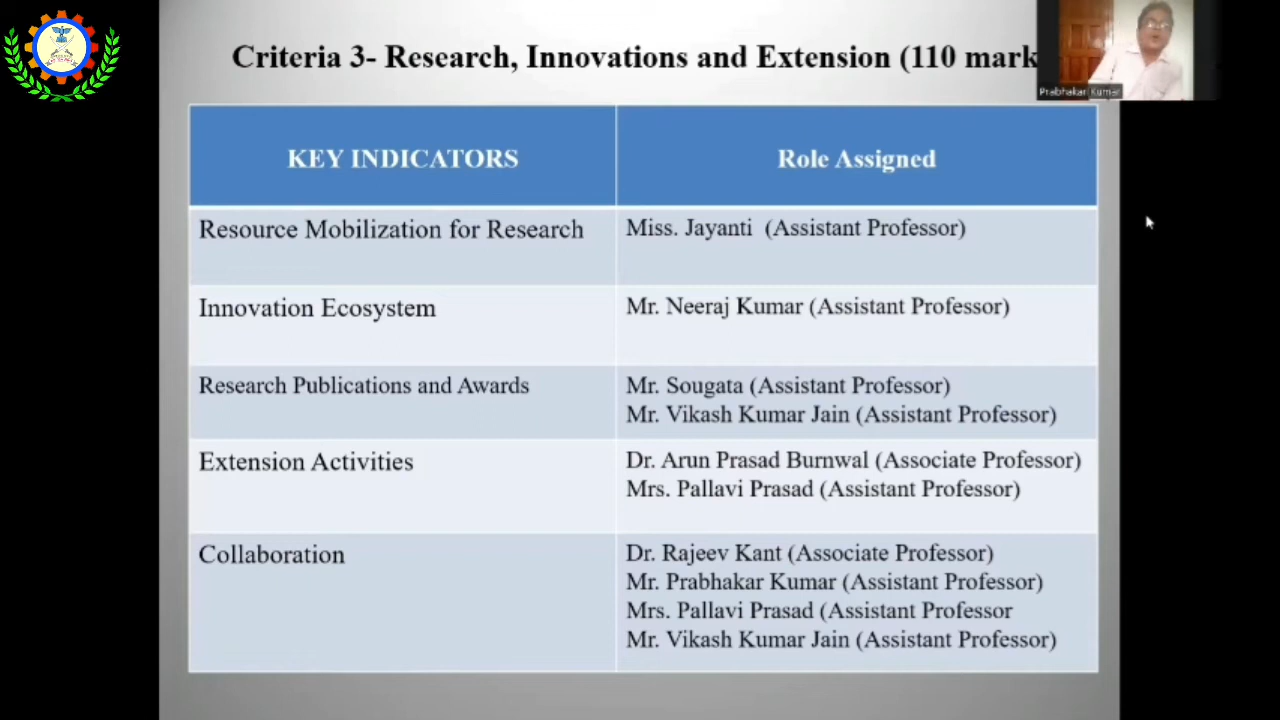 Criteria 3- Research, Innovations and Extension (110 mark
Prabhakar Kumar
KEY INDICATORS
Role Assigned
Resource Mobilization for Research
Miss. Jayanti (Assistant Professor)
Innovation Ecosystem
Mr. Neeraj Kumar (Assistant Professor)
Research Publications and Awards
Mr. Sougata (Assistant Professor)
Mr. Vikash Kumar Jain (Assistant Professor)
Extension Activities
Dr. Arun Prasad Burnwal (Associate Professor)
Mrs. Pallavi Prasad (Assistant Professor)
Collaboration
Dr. Rajeev Kant (Associate Professor)
Mr. Prabhakar Kumar (Assistant Professor)
Mrs. Pallavi Prasad (Assistant Professor
Mr. Vikash Kumar Jain (Assistant Professor)